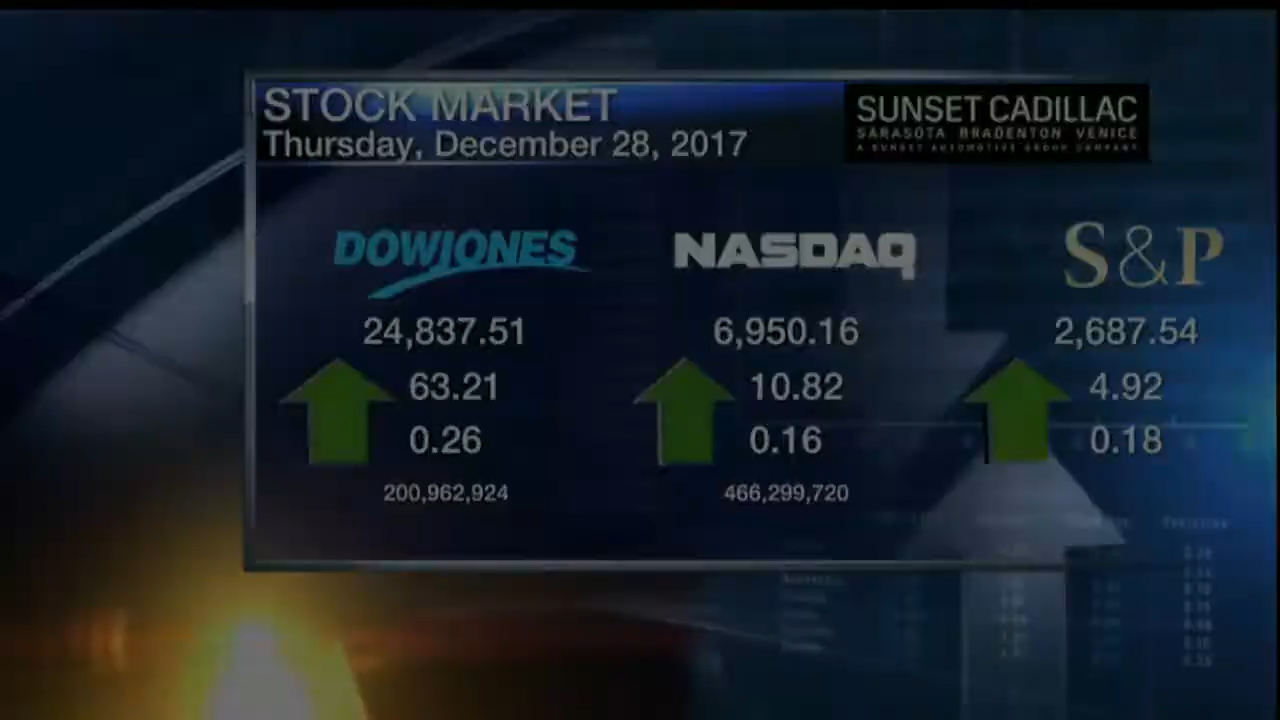 STOCK MARKET
Thursday, December 28, 2017
SUNSET CADILLAC
SARASOTA BRADENTON VENICE
A SUNSET AUTOMOTIVE GROUP COMPANY
DOWJONES NASDAQ S&P
24,837.51 6,950.16 2,687.54
63.21 10.82 4.92
0.26 0.16 0.18
200,962,924 466,299,720